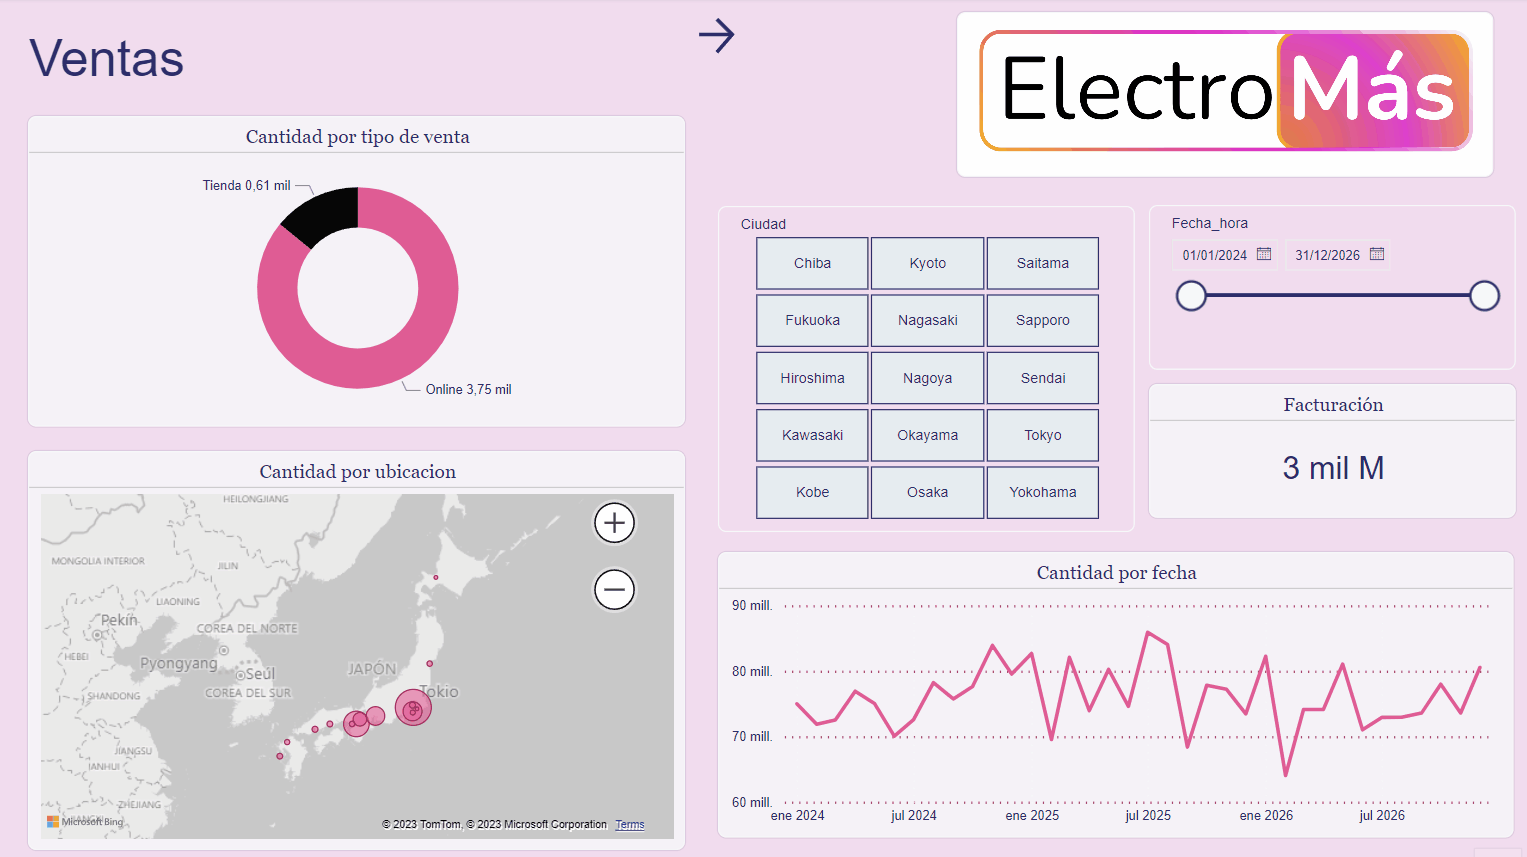 Ventas
ElectroMás
Cantidad por tipo de venta
Tienda 0,61 mil
Online 3,75 mil
Ciudad
Chiba
Kyoto
Saitama
Fukuoka
Nagasaki
Sapporo
Hiroshima
Nagoya
Sendai
Kawasaki
Okayama
Tokyo
Kobe
Osaka
Yokohama
Fecha_hora
01/01/2024
31/12/2026
Facturación
3 mil M
Cantidad por ubicacion
HEILONGJIANG
MONGOLIA INTERIOR
JILIN
LIAONING
Pekín
COREA DEL NORTE
HEBEI
Pyongyang
Seúl
JAPÓN
COREA DEL SUR
Tokio
SHANDONG
JIANGSU
ANHUI
ZHEJIANG
Microsoft Bing
© 2023 TomTom, © 2023 Microsoft Corporation Terms
Cantidad por fecha
90 mill.
80 mill.
70 mill.
60 mill.
ene 2024
jul 2024
ene 2025
jul 2025
ene 2026
jul 2026